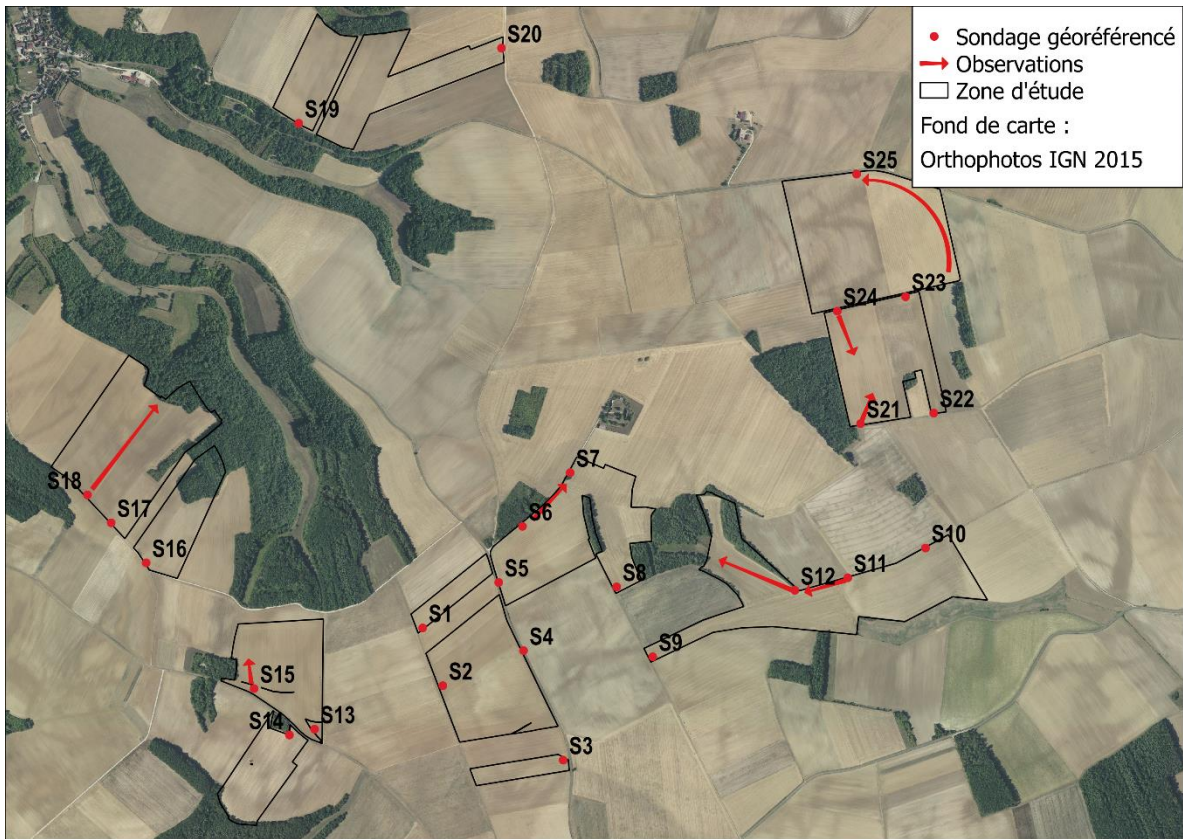 Sondage géoréférencé
Observations
Zone d'étude
Fond de carte :
Orthophotos IGN 2015
S20
S19
S25
S23
S24
S22
S21
S7
S18
S17
S6
S10
S16
S5
S8
S12
S11
S1
S4
S9
S15
S2
S13
S14
S3